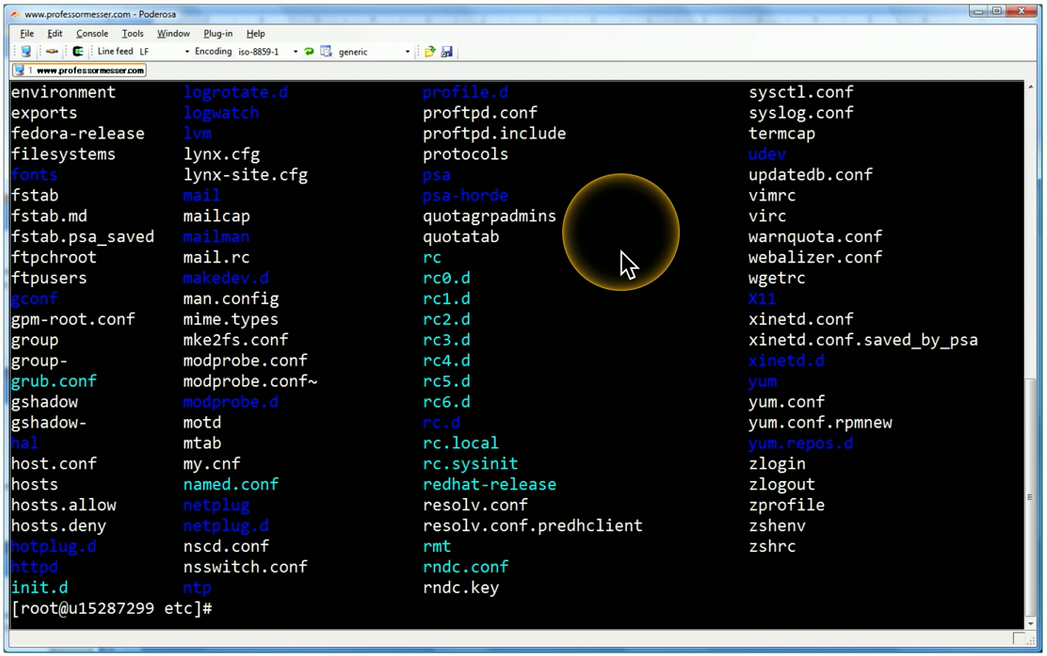 www.professormesser.com - Poderosa
File Edit Console Tools Window Plug-in Help
Line feed LF Encoding iso-8859-1 generic
1 www.professormesser.com
environment logrotate.d profile.d sysctl.conf
exports logwatch proftpd.conf syslog.conf
fedora-release lvm proftpd.include termcap
filesystems lynx.cfg protocols udev
fonts lynx-site.cfg psa updatedb.conf
fstab mail psa-horde vimrc
fstab.md mailcap quotagrpadmins virc
fstab.psa_saved mailman quotatab warnquota.conf
ftpchroot mail.rc rc webalizer.conf
ftpusers makedev.d rc0.d wgetrc
gconf man.config rc1.d X11
gpm-root.conf mime.types rc2.d xinetd.conf
group mke2fs.conf rc3.d xinetd.conf.saved_by_psa
group- modprobe.conf rc4.d xinetd.d
grub.conf modprobe.conf~ rc5.d yum
gshadow modprobe.d rc6.d yum.conf
gshadow- motd rc.d yum.conf.rpmnew
hal mtab rc.local yum.repos.d
host.conf my.cnf rc.sysinit zlogin
hosts named.conf redhat-release zlogout
hosts.allow netplug resolv.conf zprofile
hosts.deny netplug.d resolv.conf.predhclient zshenv
hotplug.d nscd.conf rmt zshrc
httpd nsswitch.conf rndc.conf
init.d ntp rndc.key
[root@u15287299 etc]#